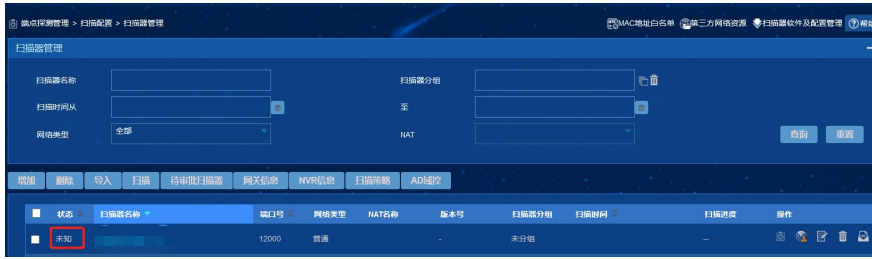 端点探测管理 > 扫描配置 > 扫描器管理 MAC地址白名单 第三方网络资源 扫描器软件及配置管理 帮助
扫描器管理
扫描器名称 扫描器分组
扫描时间从 至
网络类型 全部 NAT 查询 重置
增加 删除 导入 扫描 待审批扫描器 网关信息 NVR信息 扫描策略 AD域控
状态 扫描器名称 端口号 网络类型 NAT名称 版本号 扫描器分组 扫描时间 扫描进度 操作
未知 12000 普通 - 未分组 --